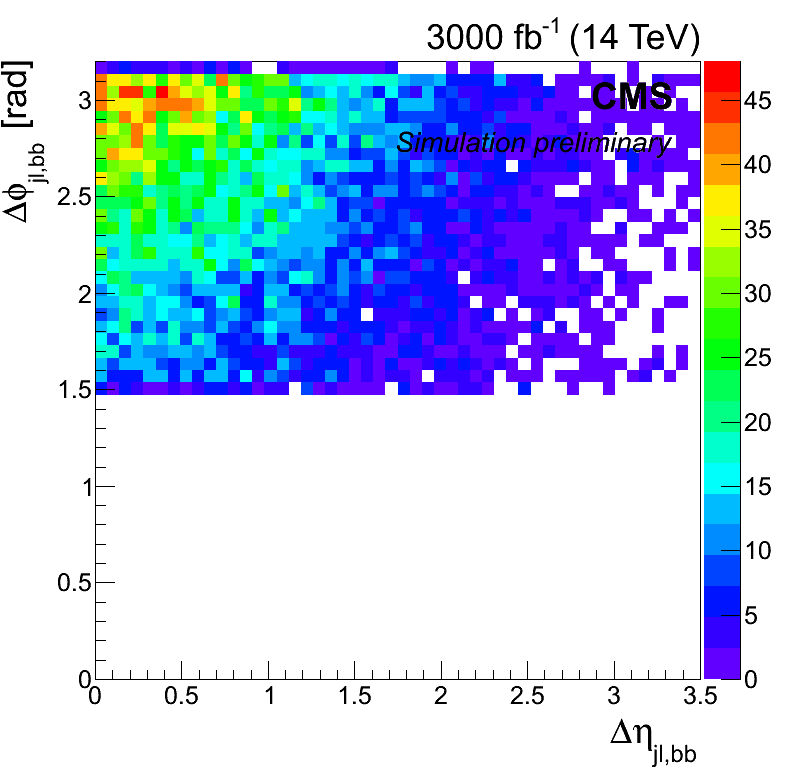 3000 fb⁻¹ (14 TeV)
Δϕjl,bb [rad]
CMS
Simulation preliminary
3
2.5
2
1.5
1
0.5
0
45
40
35
30
25
20
15
10
5
0
0 0.5 1 1.5 2 2.5 3 3.5
Δηjl,bb